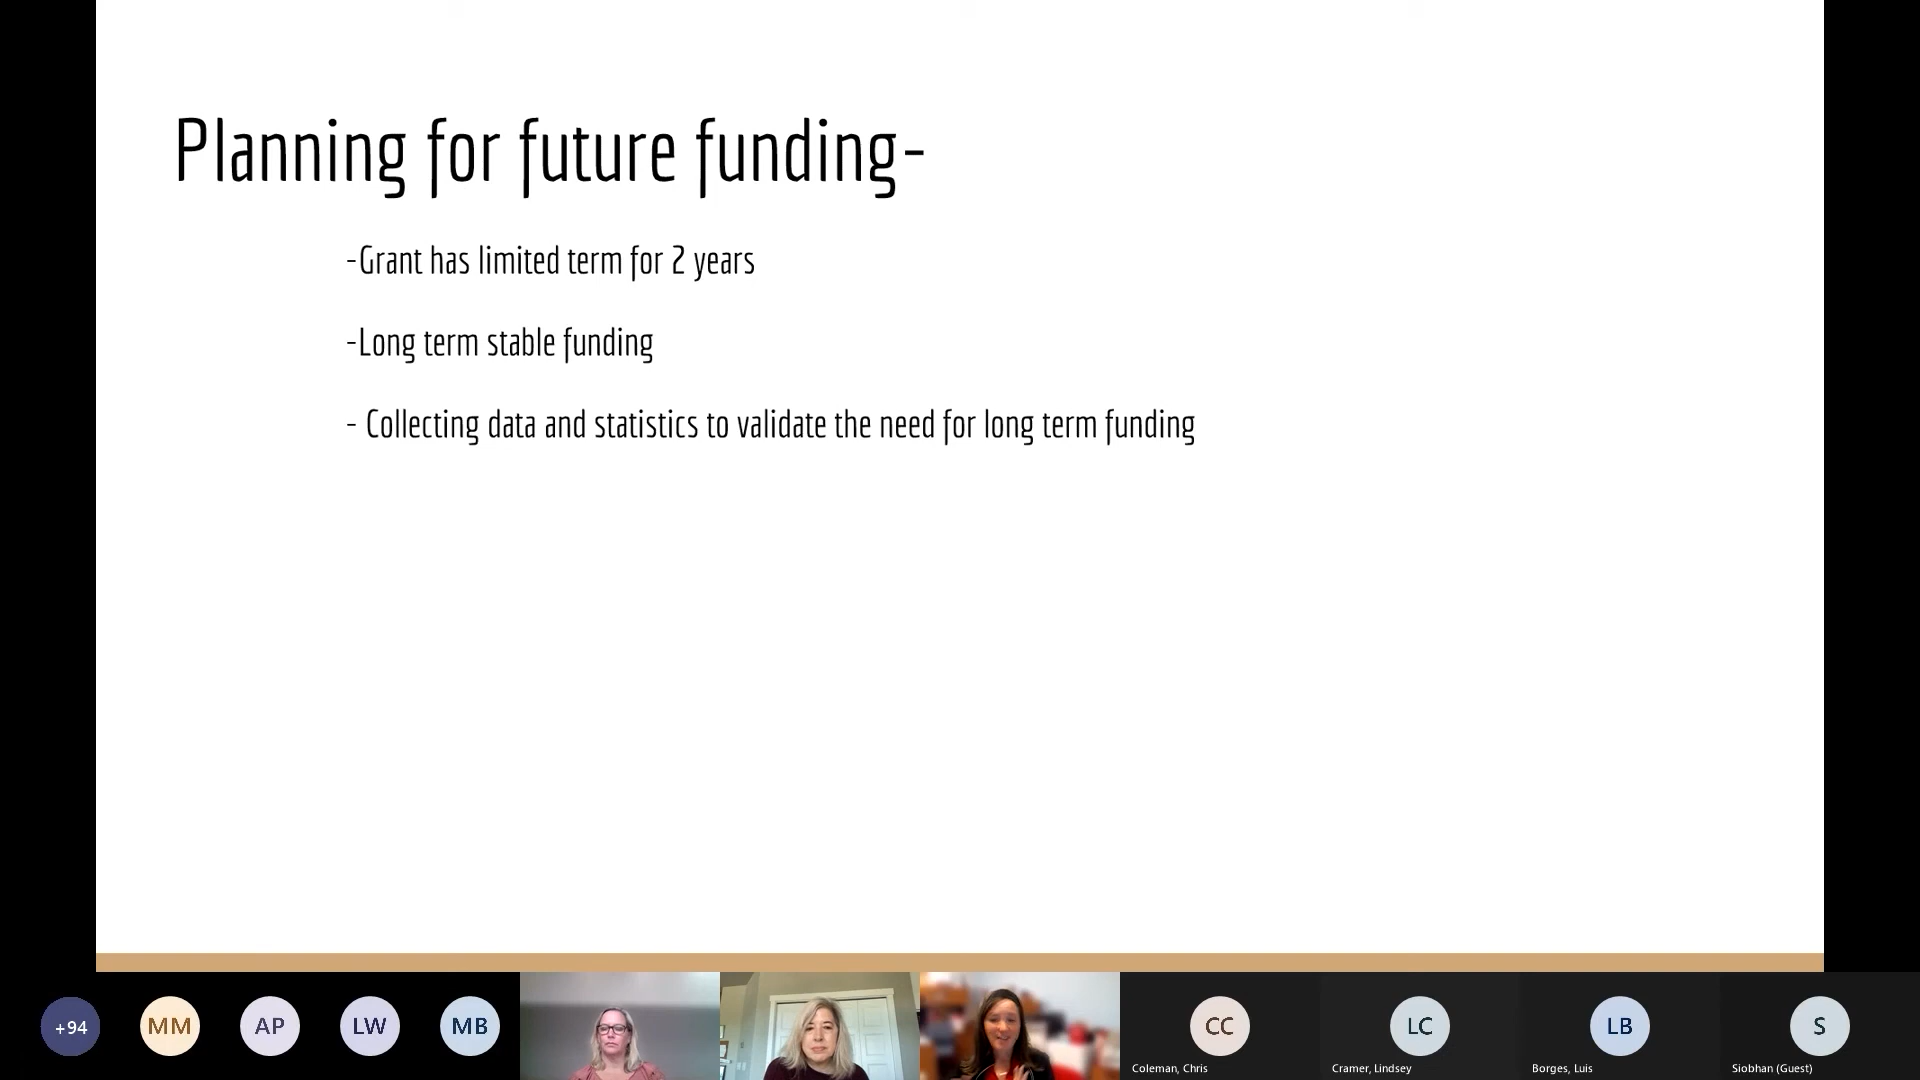 Planning for future funding-
-Grant has limited term for 2 years
-Long term stable funding
- Collecting data and statistics to validate the need for long term funding
+94
MM
AP
LW
MB
CC
LC
LB
S
Coleman, Chris
Cramer, Lindsey
Borges, Luis
Siobhan (Guest)